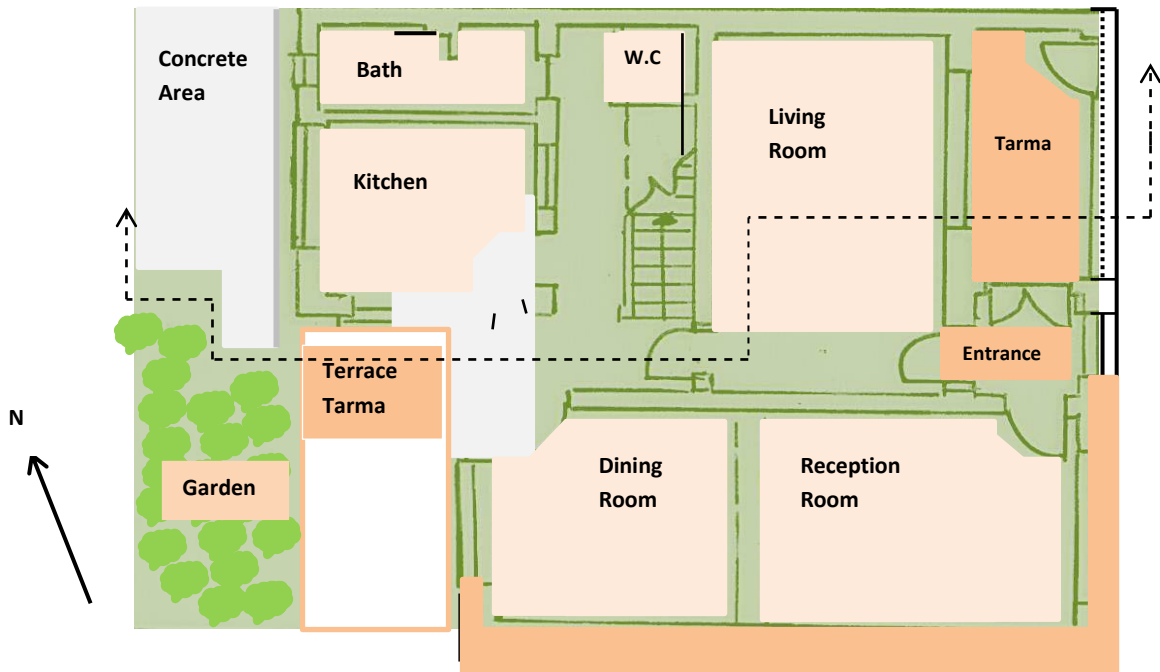 Concrete
Area
Bath
W.C
Living
Room
Tarma
Kitchen
Entrance
Terrace
Tarma
N
Garden
Dining
Room
Reception
Room